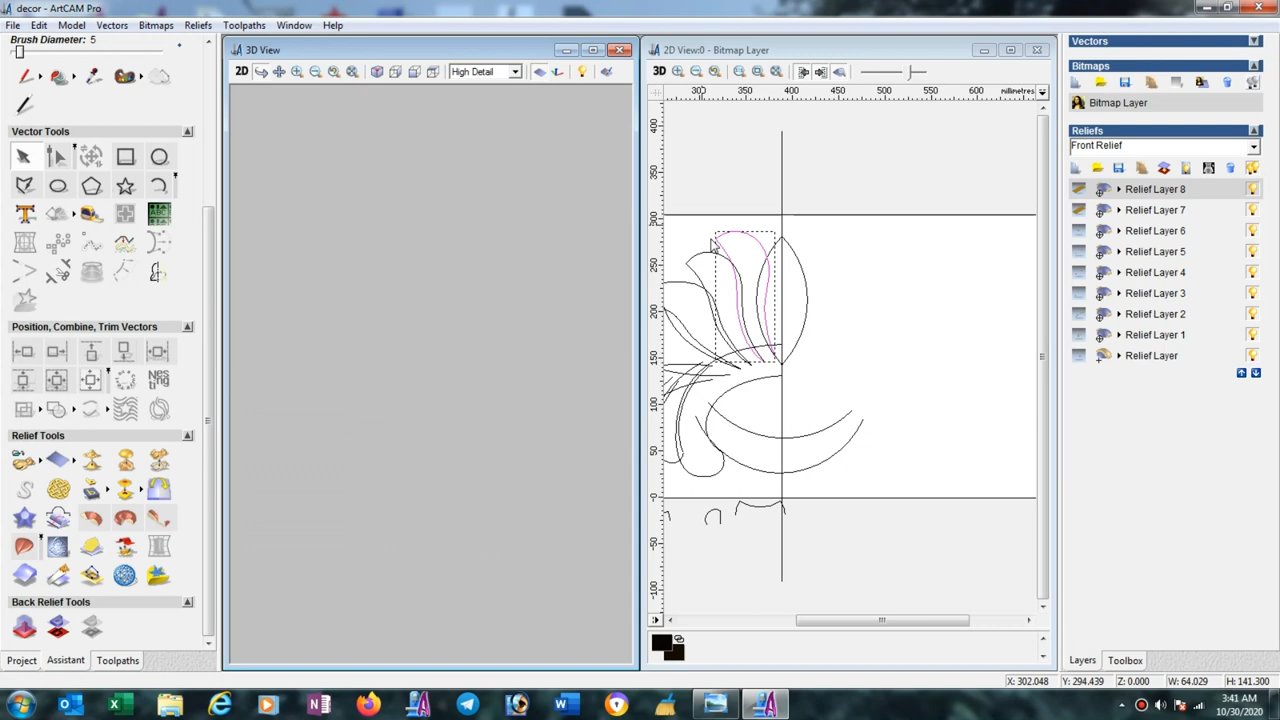 decor - ArtCAM Pro
File Edit Model Vectors Bitmaps Reliefs Toolpaths Window Help
Brush Diameter: 5
Vector Tools
Position, Combine, Trim Vectors
Relief Tools
Back Relief Tools
Project Assistant Toolpaths
3D View
2D High Detail
2D View:0 - Bitmap Layer
3D
300 350 400 450 500 550 600 millimetres
400
350
300
250
200
150
100
50
-0
-50
-100
Vectors
Bitmaps
Bitmap Layer
Reliefs
Front Relief
Relief Layer 8
Relief Layer 7
Relief Layer 6
Relief Layer 5
Relief Layer 4
Relief Layer 3
Relief Layer 2
Relief Layer 1
Relief Layer
Layers Toolbox
X: 302.048 Y: 294.439 Z: 0.000 W: 64.029 H: 141.300
3:41 AM
10/30/2020